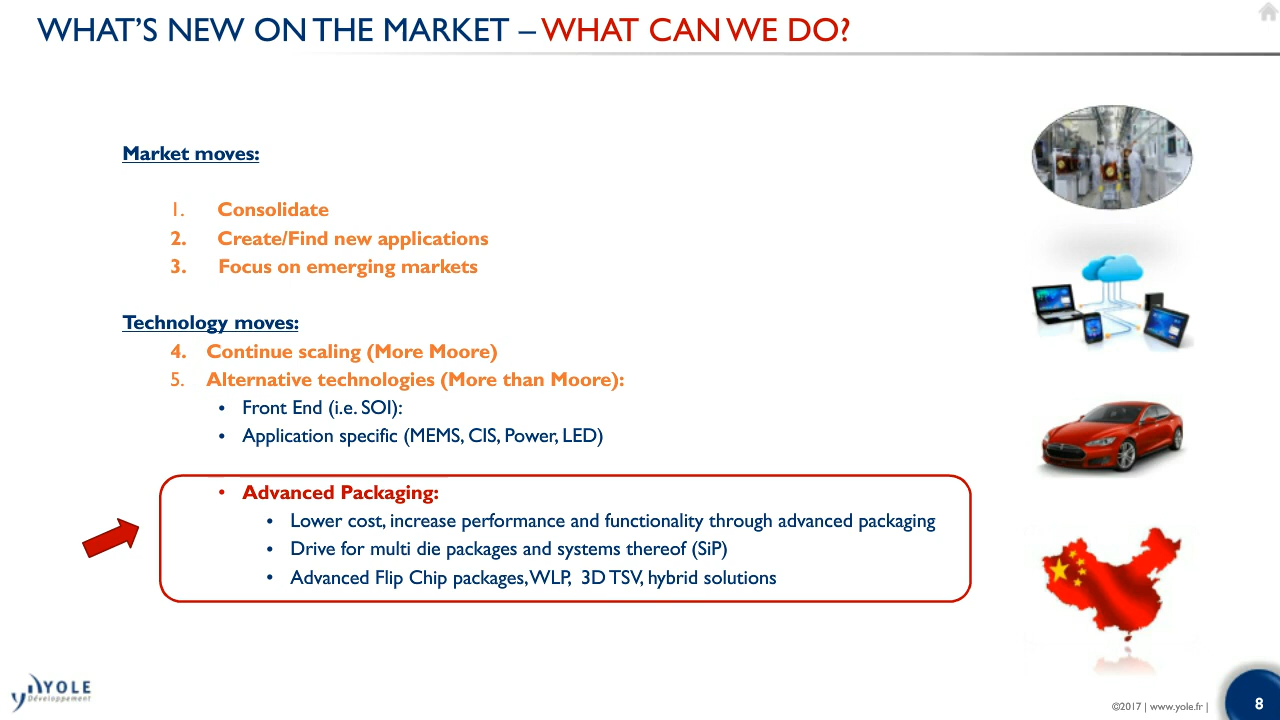 WHAT'S NEW ON THE MARKET – WHAT CAN WE DO?
Market moves:
1. Consolidate
2. Create/Find new applications
3. Focus on emerging markets
Technology moves:
4. Continue scaling (More Moore)
5. Alternative technologies (More than Moore):
• Front End (i.e. SOI):
• Application specific (MEMS, CIS, Power, LED)
• Advanced Packaging:
• Lower cost, increase performance and functionality through advanced packaging
• Drive for multi die packages and systems thereof (SiP)
• Advanced Flip Chip packages, WLP, 3D TSV, hybrid solutions
YOLE
Développement
©2017 | www.yole.fr |
8